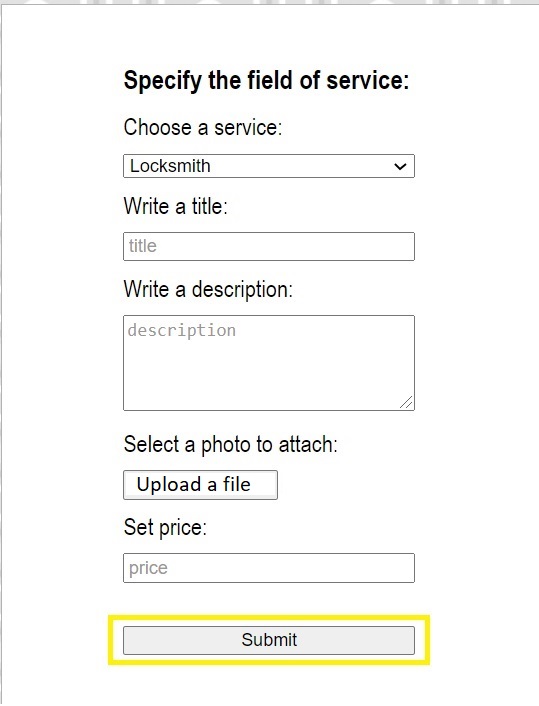 Specify the field of service:
Choose a service:
Locksmith
Write a title:
title
Write a description:
description
Select a photo to attach:
Upload a file
Set price:
price
Submit